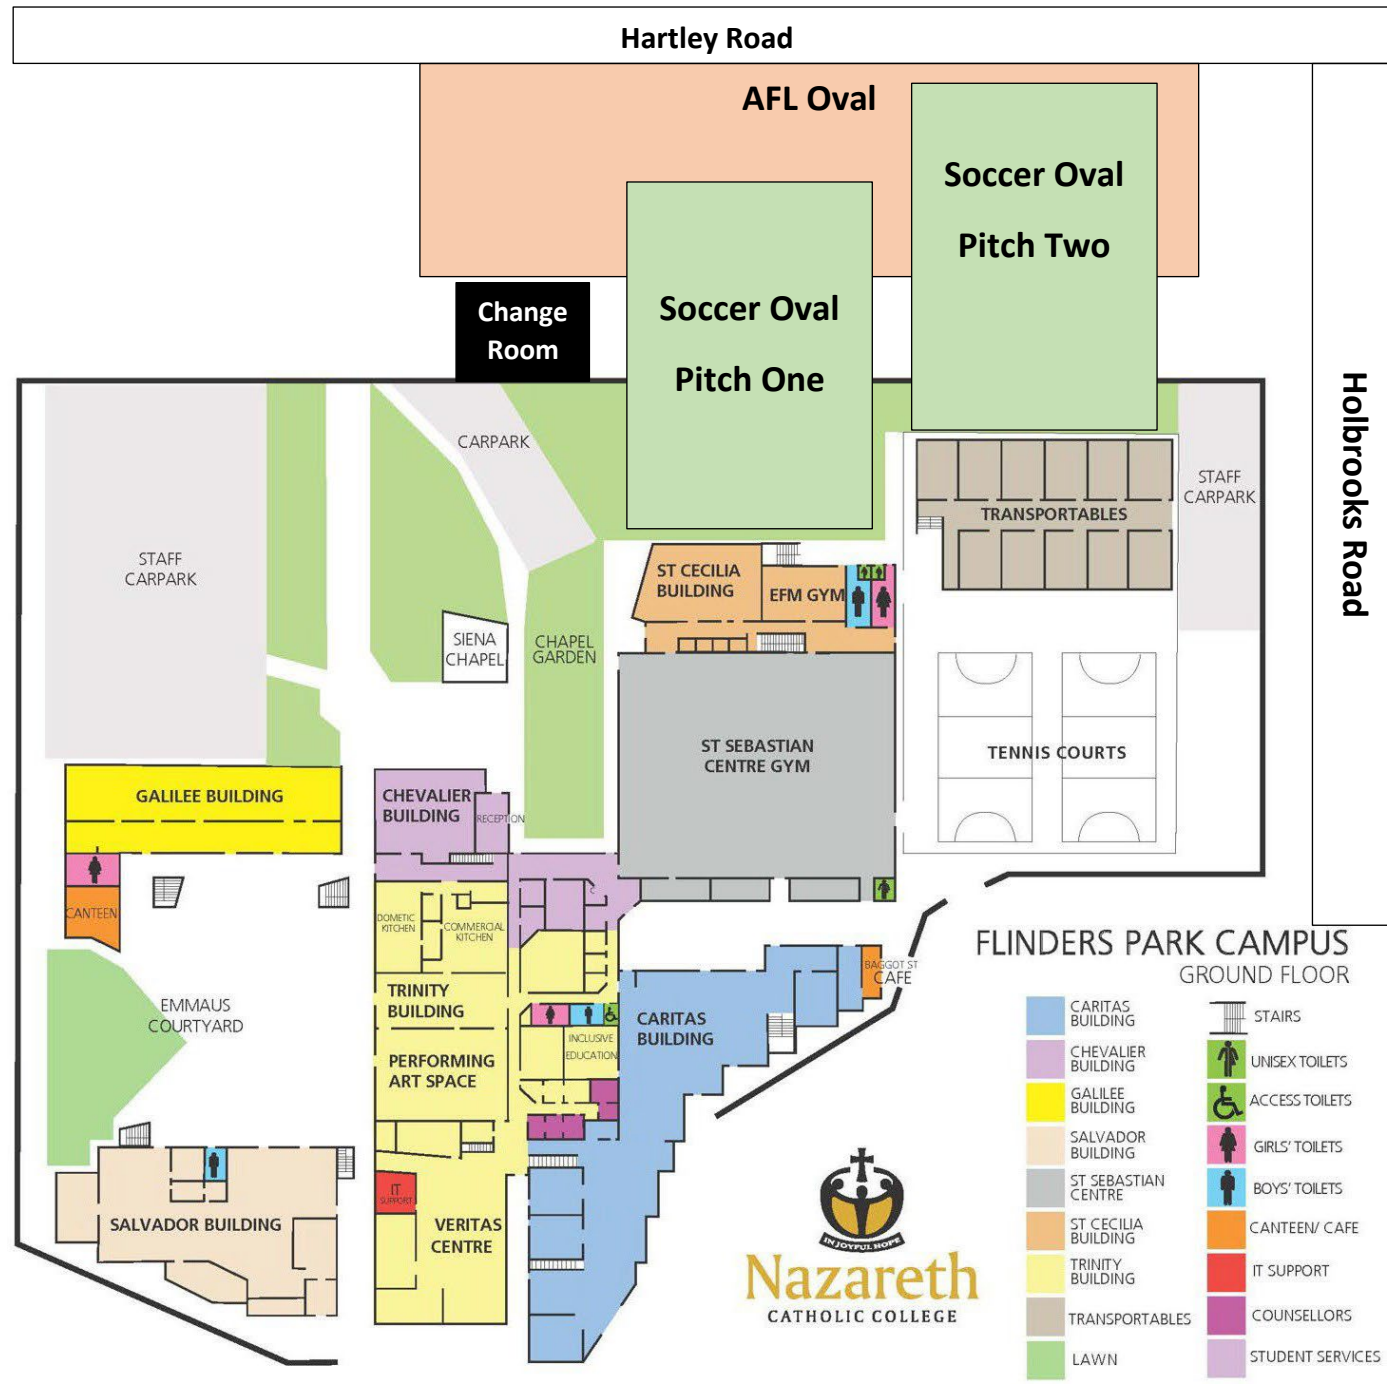 Hartley Road
AFL Oval
Soccer Oval
Pitch Two
Soccer Oval
Pitch One
Change
Room
Holbrooks Road
CARPARK
STAFF
CARPARK
STAFF
CARPARK
TRANSPORTABLES
ST CECILIA
BUILDING
EFM GYM
SIENA
CHAPEL
CHAPEL
GARDEN
ST SEBASTIAN
CENTRE GYM
TENNIS COURTS
GALILEE BUILDING
CHEVALIER
BUILDING
RECEPTION
C
CANTEEN
DOMETIC
KITCHEN
COMMERCIAL
KITCHEN
EMMAUS
COURTYARD
TRINITY
BUILDING
PERFORMING
ART SPACE
INCLUSIVE
EDUCATION
CARITAS
BUILDING
BAGGOT ST
CAFE
IT
SUPPORT
VERITAS
CENTRE
SALVADOR BUILDING
FLINDERS PARK CAMPUS
GROUND FLOOR
CARITAS
BUILDING
CHEVALIER
BUILDING
GALILEE
BUILDING
SALVADOR
BUILDING
ST SEBASTIAN
CENTRE
ST CECILIA
BUILDING
TRINITY
BUILDING
TRANSPORTABLES
LAWN
STAIRS
UNISEX TOILETS
ACCESS TOILETS
GIRLS' TOILETS
BOYS' TOILETS
CANTEEN/ CAFE
IT SUPPORT
COUNSELLORS
STUDENT SERVICES
IN JOYFUL HOPE
Nazareth
CATHOLIC COLLEGE